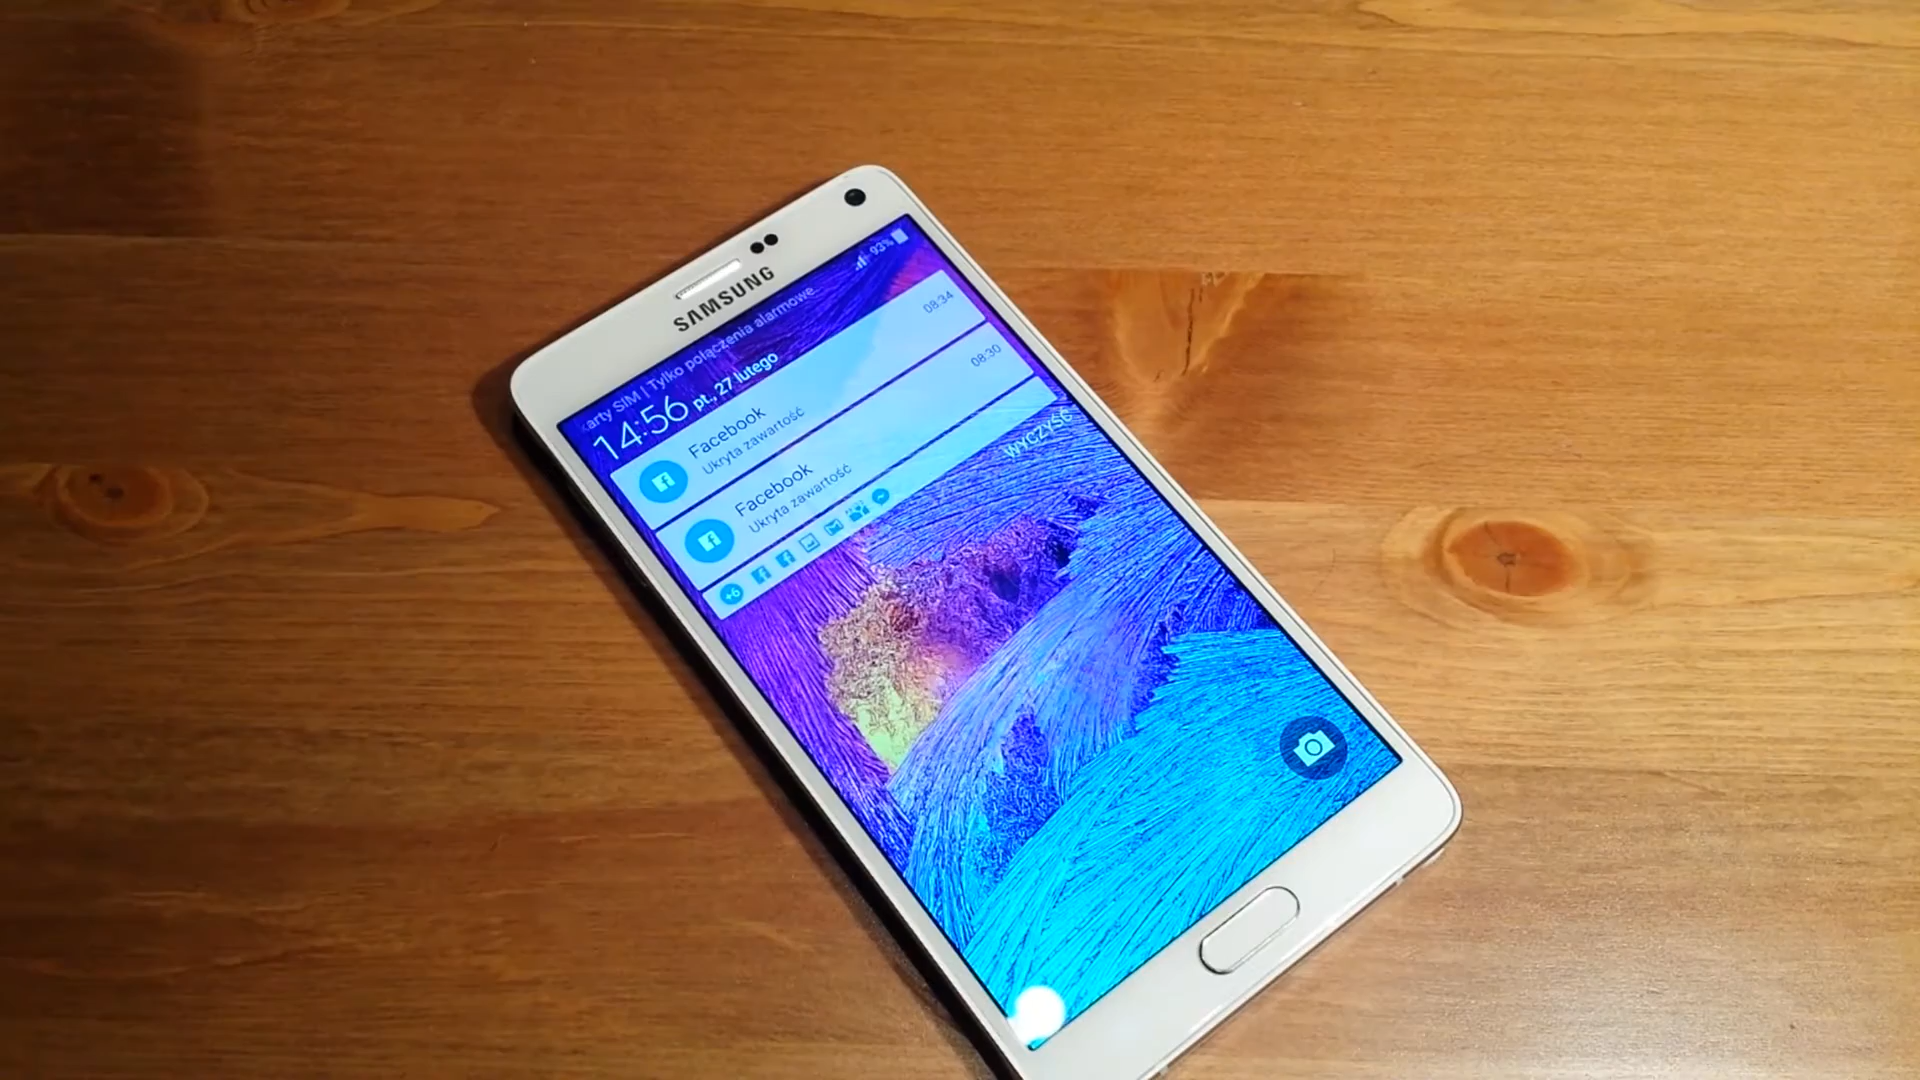 SAMSUNG
karty SIM | Tylko połączenia alarmowe...
93%
14:56 pt., 27 lutego
Facebook
08:34
Ukryta zawartość
Facebook
08:30
Ukryta zawartość
+6
WYCZYŚĆ